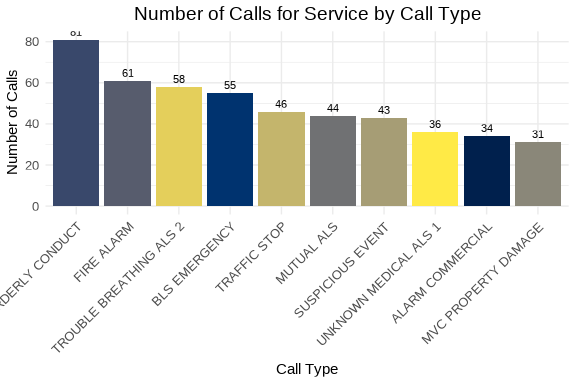 Number of Calls for Service by Call Type
Number of Calls
80
60
40
20
0
81
61
58
55
46
44
43
36
34
31
RDERLY CONDUCT
FIRE ALARM
TROUBLE BREATHING ALS 2
BLS EMERGENCY
TRAFFIC STOP
MUTUAL ALS
SUSPICIOUS EVENT
UNKNOWN MEDICAL ALS 1
ALARM COMMERCIAL
MVC PROPERTY DAMAGE
Call Type